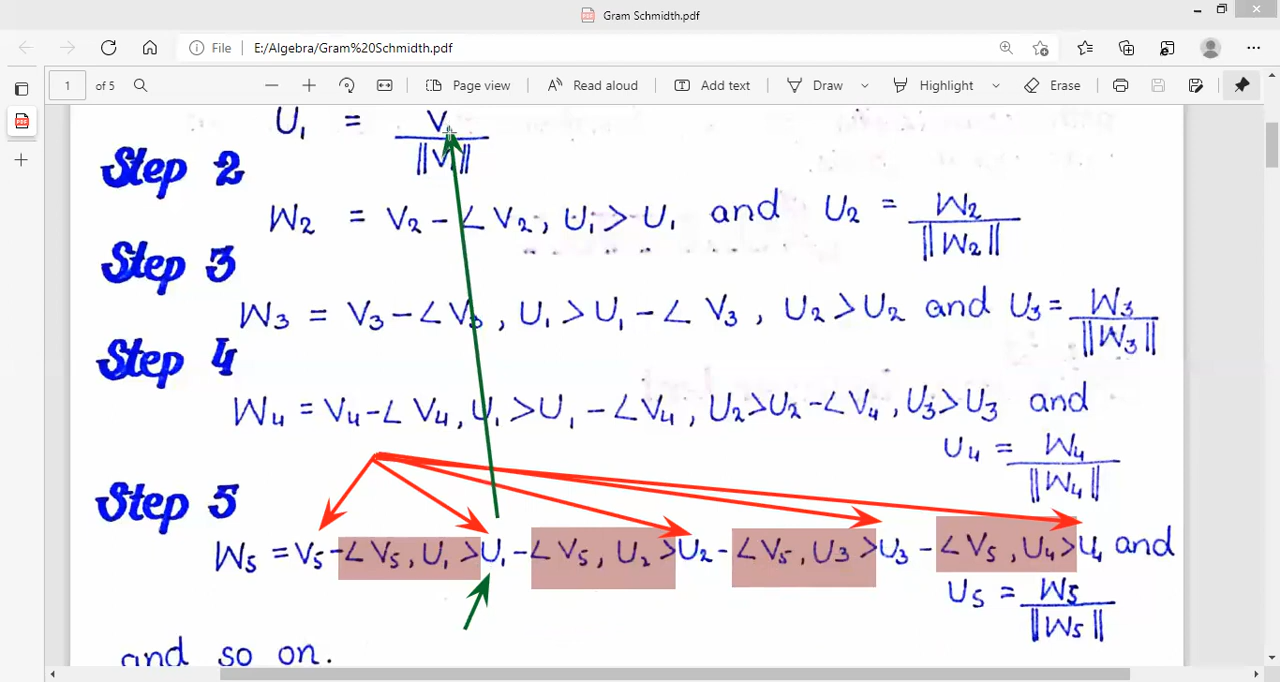 Gram Schmidth.pdf
File E:/Algebra/Gram%20Schmidth.pdf
1 of 5 Page view Read aloud Add text Draw Highlight Erase
U₁ = V₁ / ||V₁||
Step 2
W₂ = V₂ - < V₂, U₁ > U₁ and U₂ = W₂ / ||W₂||
Step 3
W₃ = V₃ - < V₃, U₁ > U₁ - < V₃, U₂ > U₂ and U₃ = W₃ / ||W₃||
Step 4
W₄ = V₄ - < V₄, U₁ > U₁ - < V₄, U₂ > U₂ - < V₄, U₃ > U₃ and
U₄ = W₄ / ||W₄||
Step 5
W₅ = V₅ - < V₅, U₁ > U₁ - < V₅, U₂ > U₂ - < V₅, U₃ > U₃ - < V₅, U₄ > U₄ and
U₅ = W₅ / ||W₅||
and so on.